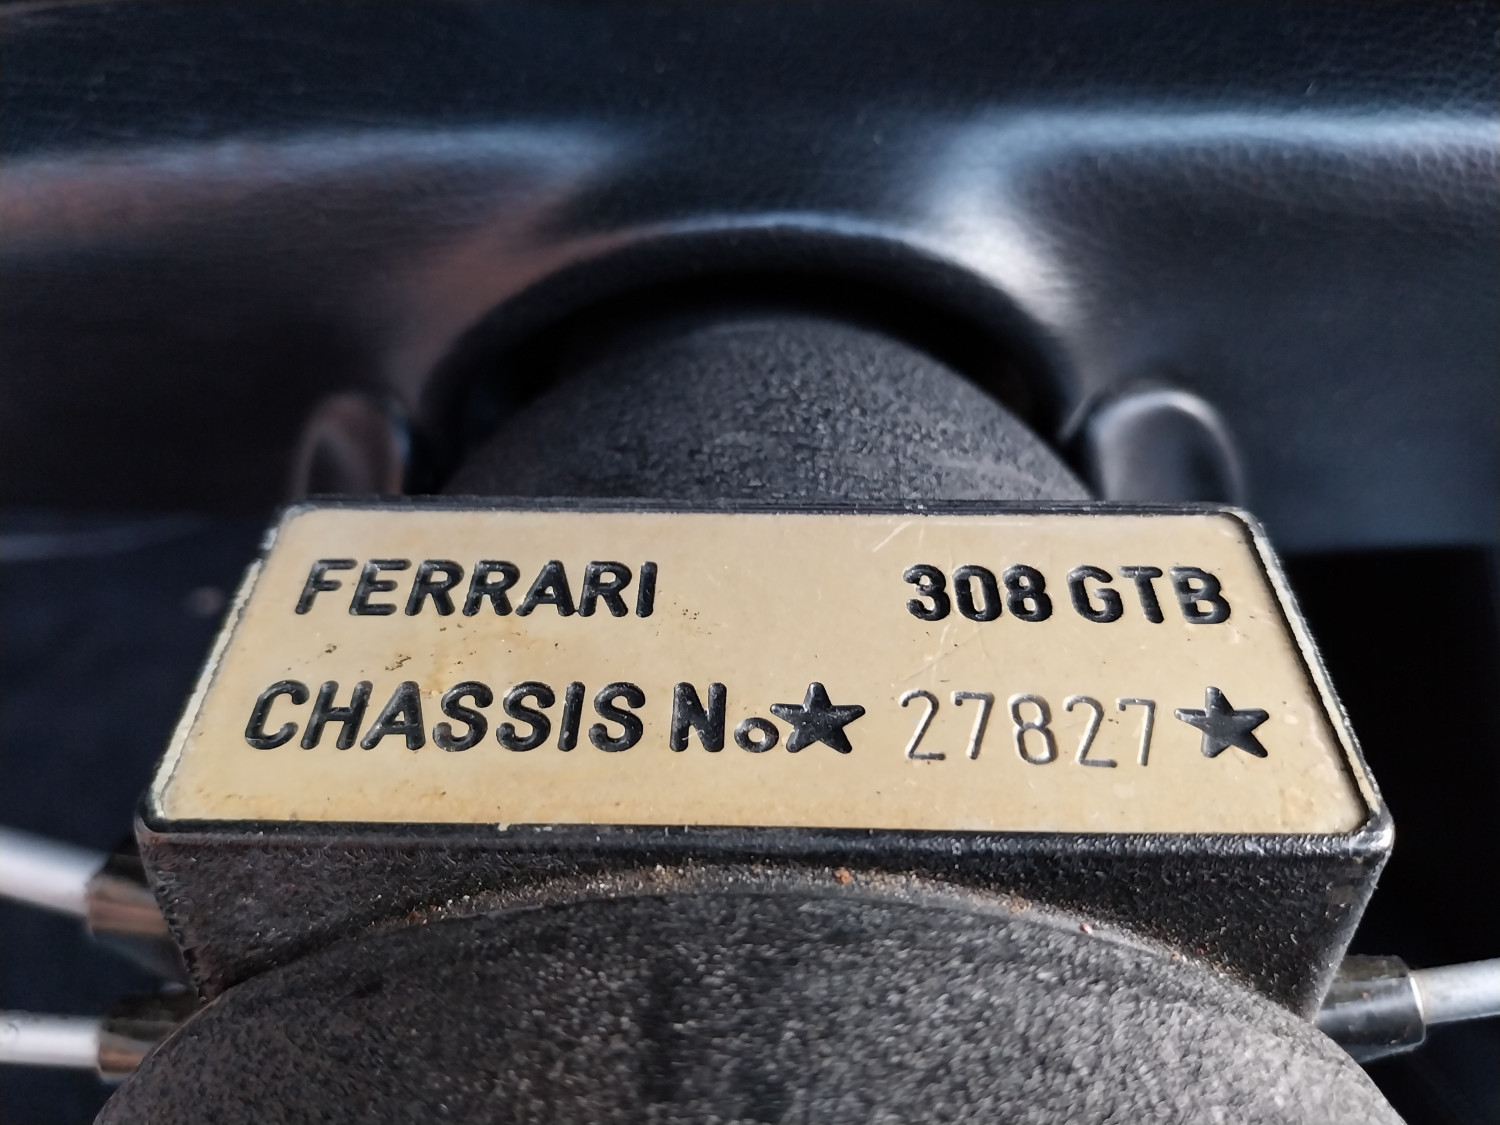 FERRARI 308 GTB
CHASSIS No★ 27827★